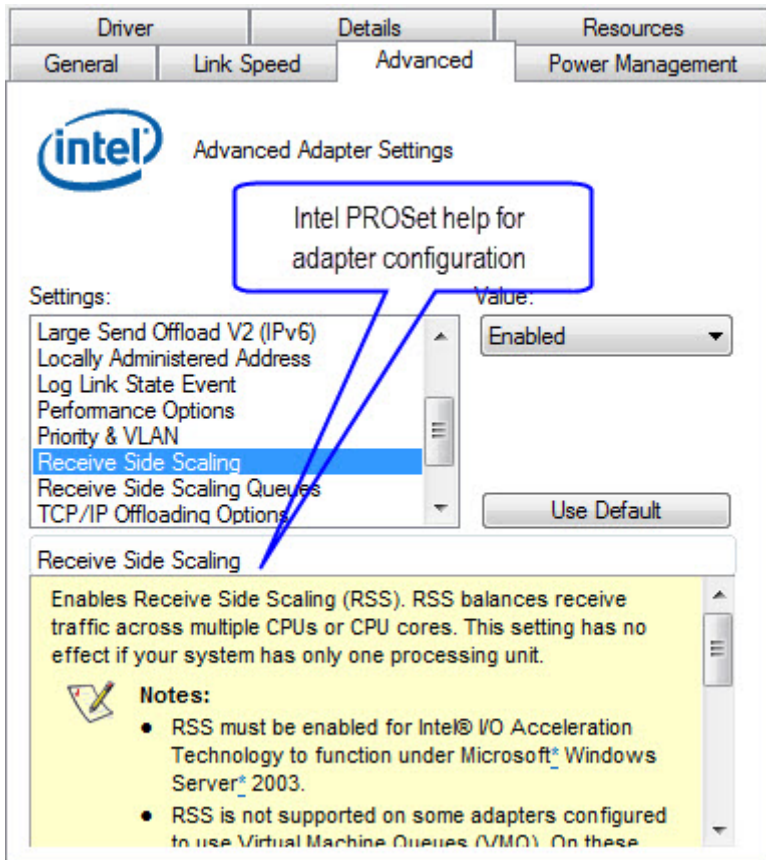 Driver Details Resources
General Link Speed Advanced Power Management
intel Advanced Adapter Settings
Intel PROSet help for
adapter configuration
Settings: Value:
Large Send Offload V2 (IPv6)
Enabled
Locally Administered Address
Log Link State Event
Performance Options
Priority & VLAN
Receive Side Scaling
Receive Side Scaling Queues
TCP/IP Offloading Options
Use Default
Receive Side Scaling
Enables Receive Side Scaling (RSS). RSS balances receive
traffic across multiple CPUs or CPU cores. This setting has no
effect if your system has only one processing unit.
Notes:
● RSS must be enabled for Intel® I/O Acceleration
Technology to function under Microsoft* Windows
Server* 2003.
● RSS is not supported on some adapters configured
to use Virtual Machine Queues (VMQ). On these